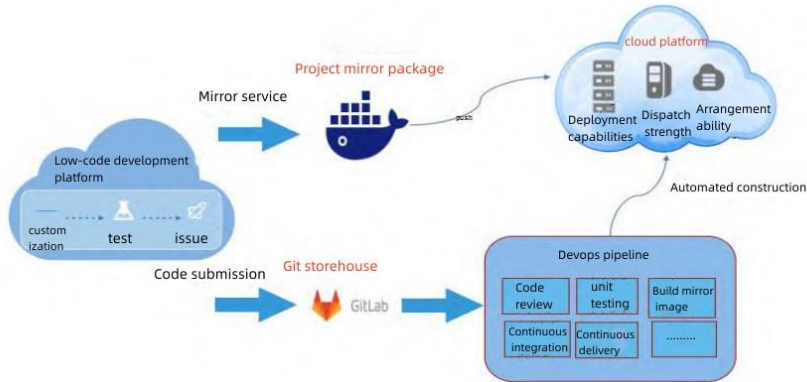 cloud platform
Project mirror package
Mirror service
push
Deployment
capabilities
Dispatch
strength
Arrangement
ability
Low-code development
platform
custom
ization
test
issue
Automated construction
Code submission
Git storehouse
GitLab
Devops pipeline
Code
review
unit
testing
Build mirror
image
Continuous
integration
Continuous
delivery
.........